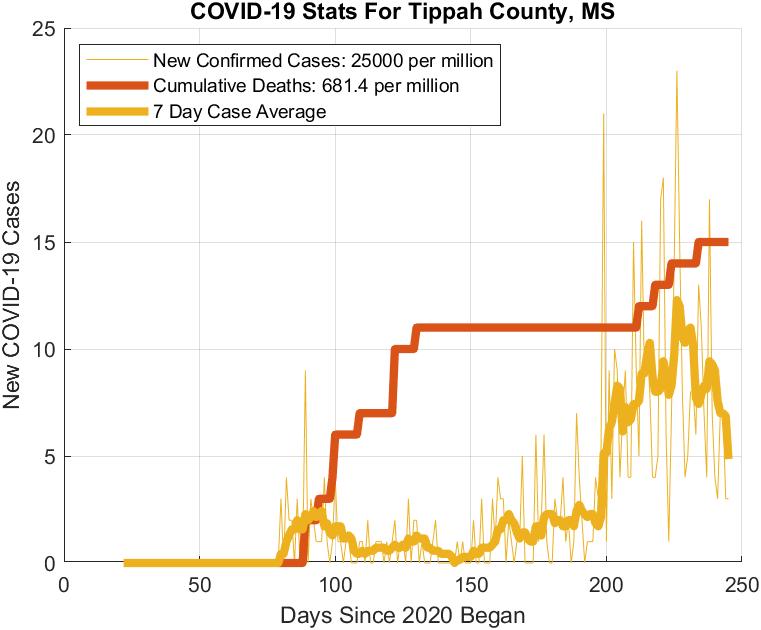 COVID-19 Stats For Tippah County, MS
New Confirmed Cases: 25000 per million
Cumulative Deaths: 681.4 per million
7 Day Case Average
New COVID-19 Cases
25
20
15
10
5
0
0 50 100 150 200 250
Days Since 2020 Began